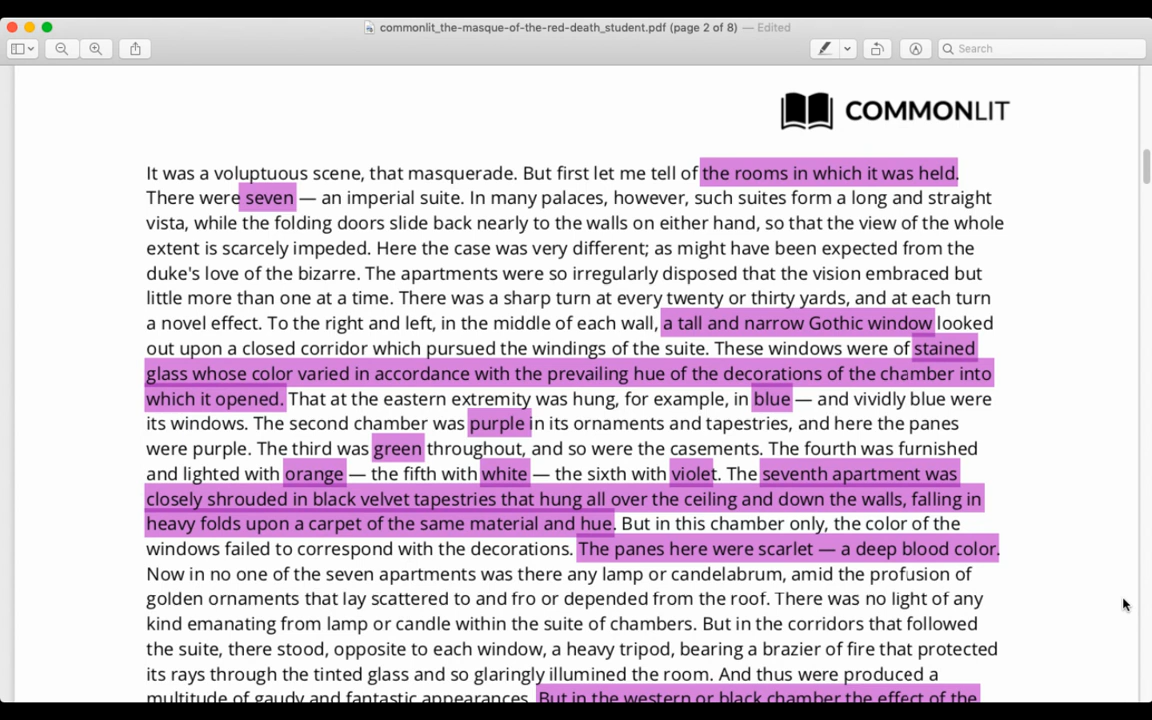 commonlit_the-masque-of-the-red-death_student.pdf (page 2 of 8) — Edited
Search
COMMONLIT
It was a voluptuous scene, that masquerade. But first let me tell of the rooms in which it was held.
There were seven — an imperial suite. In many palaces, however, such suites form a long and straight
vista, while the folding doors slide back nearly to the walls on either hand, so that the view of the whole
extent is scarcely impeded. Here the case was very different; as might have been expected from the
duke's love of the bizarre. The apartments were so irregularly disposed that the vision embraced but
little more than one at a time. There was a sharp turn at every twenty or thirty yards, and at each turn
a novel effect. To the right and left, in the middle of each wall, a tall and narrow Gothic window looked
out upon a closed corridor which pursued the windings of the suite. These windows were of stained
glass whose color varied in accordance with the prevailing hue of the decorations of the chamber into
which it opened. That at the eastern extremity was hung, for example, in blue — and vividly blue were
its windows. The second chamber was purple in its ornaments and tapestries, and here the panes
were purple. The third was green throughout, and so were the casements. The fourth was furnished
and lighted with orange — the fifth with white — the sixth with violet. The seventh apartment was
closely shrouded in black velvet tapestries that hung all over the ceiling and down the walls, falling in
heavy folds upon a carpet of the same material and hue. But in this chamber only, the color of the
windows failed to correspond with the decorations. The panes here were scarlet — a deep blood color.
Now in no one of the seven apartments was there any lamp or candelabrum, amid the profusion of
golden ornaments that lay scattered to and fro or depended from the roof. There was no light of any
kind emanating from lamp or candle within the suite of chambers. But in the corridors that followed
the suite, there stood, opposite to each window, a heavy tripod, bearing a brazier of fire that protected
its rays through the tinted glass and so glaringly illumined the room. And thus were produced a
multitude of gaudy and fantastic appearances. But in the western or black chamber the effect of the